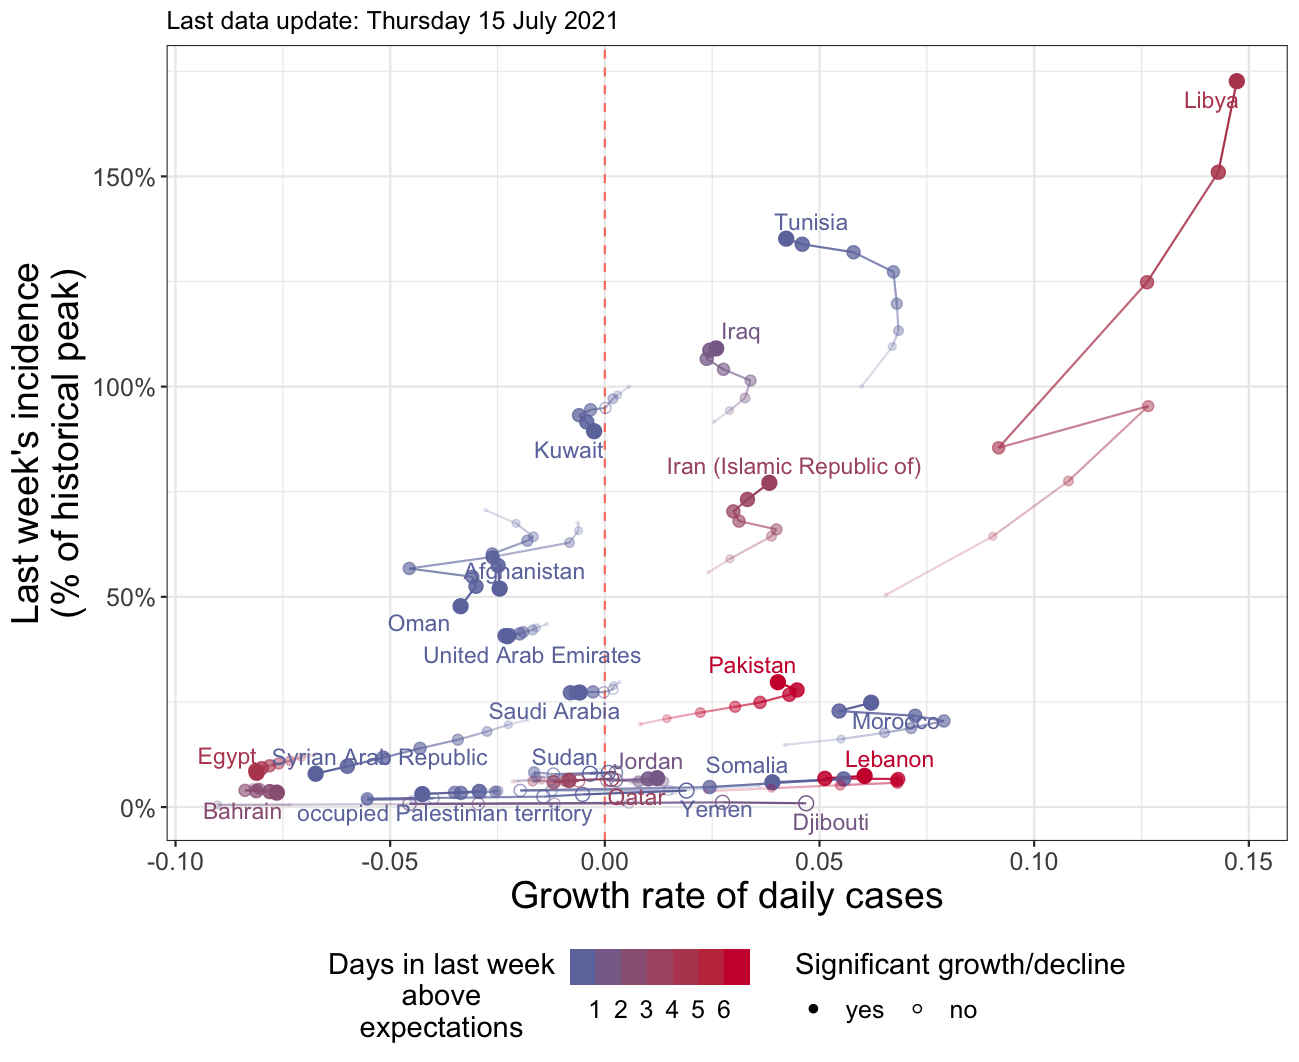 Last data update: Thursday 15 July 2021
Last week's incidence
(% of historical peak)
150%
100%
50%
0%
Libya
Tunisia
Iraq
Kuwait
Iran (Islamic Republic of)
Afghanistan
Oman
United Arab Emirates
Pakistan
Saudi Arabia
Morocco
Egypt
Syrian Arab Republic
Sudan
Jordan
Somalia
Lebanon
Qatar
Bahrain
occupied Palestinian territory
Yemen
Djibouti
-0.10
-0.05
0.00
0.05
0.10
0.15
Growth rate of daily cases
Days in last week
above
expectations
1 2 3 4 5 6
Significant growth/decline
yes no